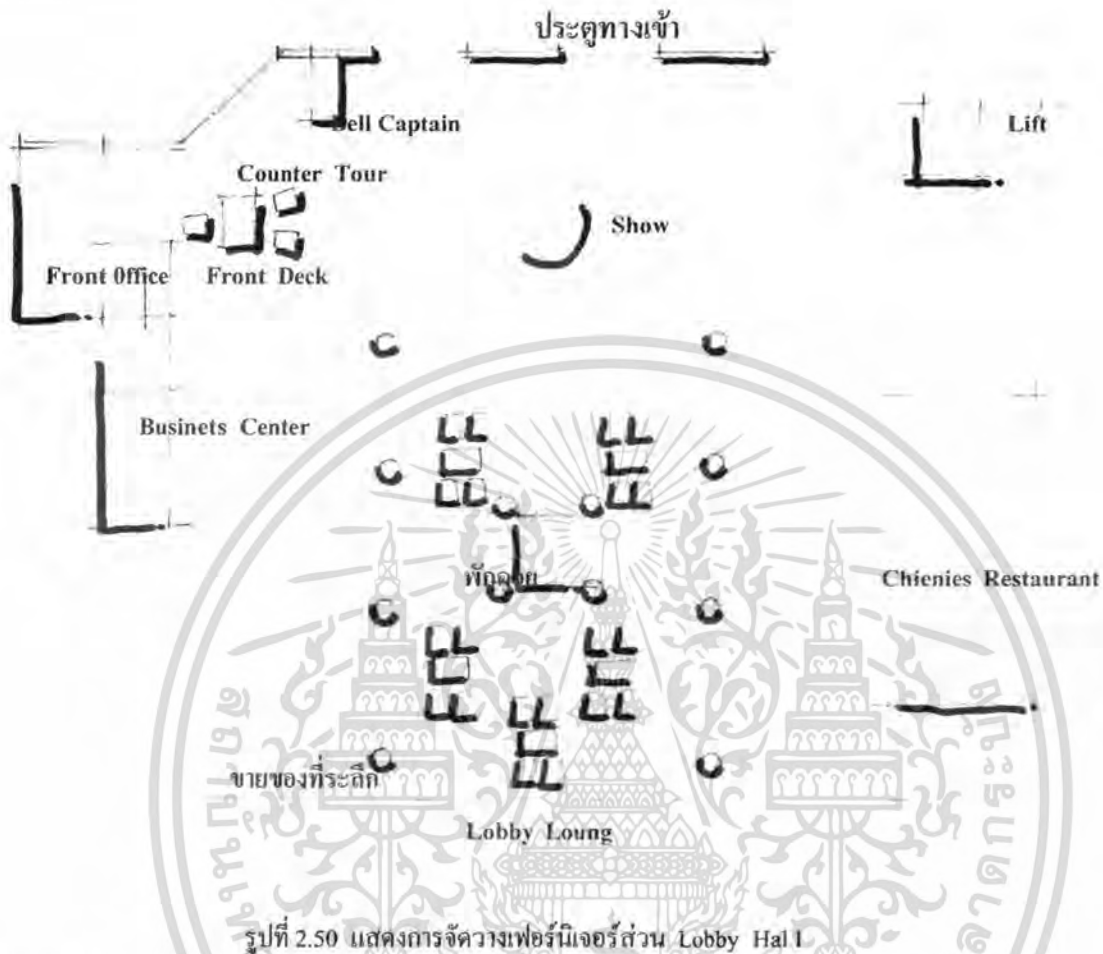 ประตูทางเข้า
Bell Captain
Lift
Counter Tour
Show
Front Office
Front Deck
Businets Center
พักคอย
Chienies Restaurant
ขายของที่ระลึก
Lobby Loung
รูปที่ 2.50 แสดงการจัดวางเฟอร์นิเจอร์ส่วน Lobby Hall